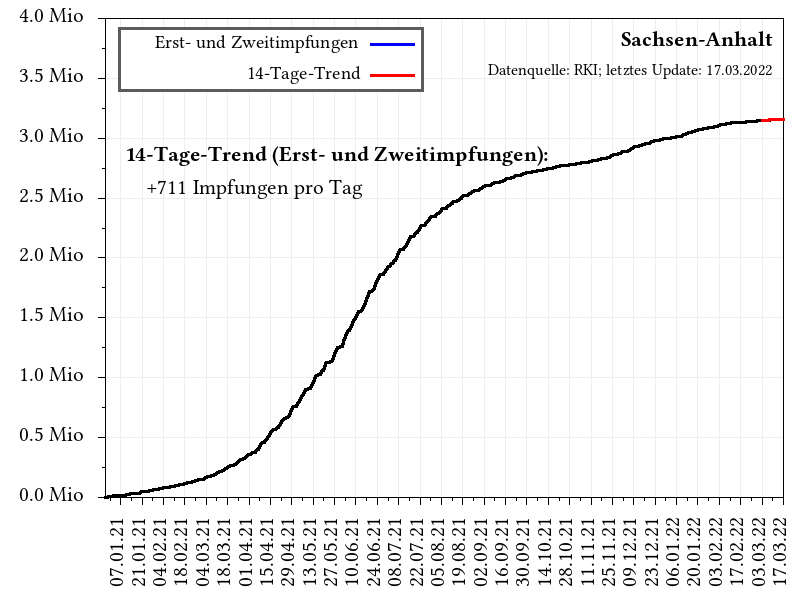 4.0 Mio
3.5 Mio
3.0 Mio
2.5 Mio
2.0 Mio
1.5 Mio
1.0 Mio
0.5 Mio
0.0 Mio
Erst- und Zweitimpfungen
14-Tage-Trend
Sachsen-Anhalt
Datenquelle: RKI; letztes Update: 17.03.2022
14-Tage-Trend (Erst- und Zweitimpfungen):
+711 Impfungen pro Tag
07.01.21
21.01.21
04.02.21
18.02.21
04.03.21
18.03.21
01.04.21
15.04.21
29.04.21
13.05.21
27.05.21
10.06.21
24.06.21
08.07.21
22.07.21
05.08.21
19.08.21
02.09.21
16.09.21
30.09.21
14.10.21
28.10.21
11.11.21
25.11.21
09.12.21
23.12.21
06.01.22
20.01.22
03.02.22
17.02.22
03.03.22
17.03.22